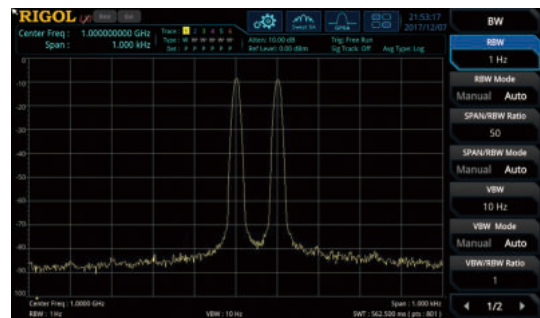 RIGOL
21:53:17
2017/12/07
Center Freq : 1.000000000 GHz
Span : 1.000 kHz
Trace : 1 2 3 4 5 6
Type : W W W W W W
Det : P P P P P P
Atten: 10.00 dB
Ref Level: 0.00 dBm
Trig: Free Run
Sig Track: Off
Avg Type: Log
Swept SA
0
-10
-20
-30
-40
-50
-60
-70
-80
-90
-100
Center Freq : 1.0000 GHz
Span : 1.000 kHz
RBW : 1 Hz
VBW : 10 Hz
SWT : 562.500 ms ( pts : 801 )
BW
RBW
1 Hz
RBW Mode
Manual Auto
SPAN/RBW Ratio
50
SPAN/RBW Mode
Manual Auto
VBW
10 Hz
VBW Mode
Manual Auto
VBW/RBW Ratio
1
1/2